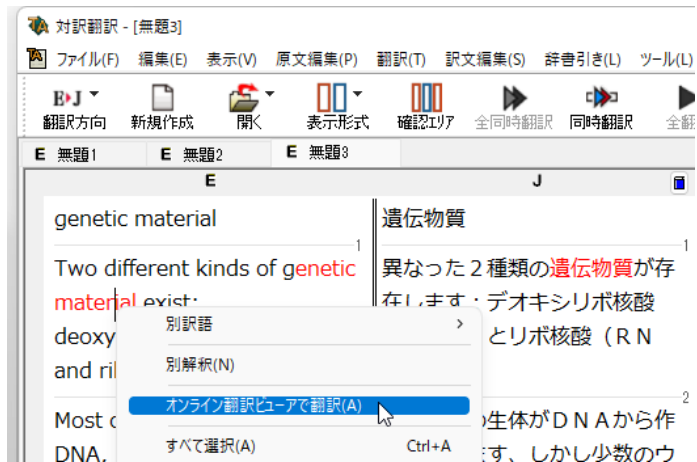 対訳翻訳 - [無題3]
ファイル(F) 編集(E) 表示(V) 原文編集(P) 翻訳(T) 訳文編集(S) 辞書引き(L) ツール(L)
E▸J
翻訳方向 新規作成 開く 表示形式 確認エリア 全同時翻訳 同時翻訳 全翻
E 無題1 E 無題2 E 無題3
E J
genetic material 遺伝物質
1 1
Two different kinds of genetic 異なった2種類の遺伝物質が存
material exist: 在します:デオキシリボ核酸
deoxy とリボ核酸(RN
and ril
2
Most の生体がDNAから作
DNA, す、しかし少数のウ
別訳語 >
別解釈(N)
オンライン翻訳ビューアで翻訳(A)
すべて選択(A) Ctrl+A